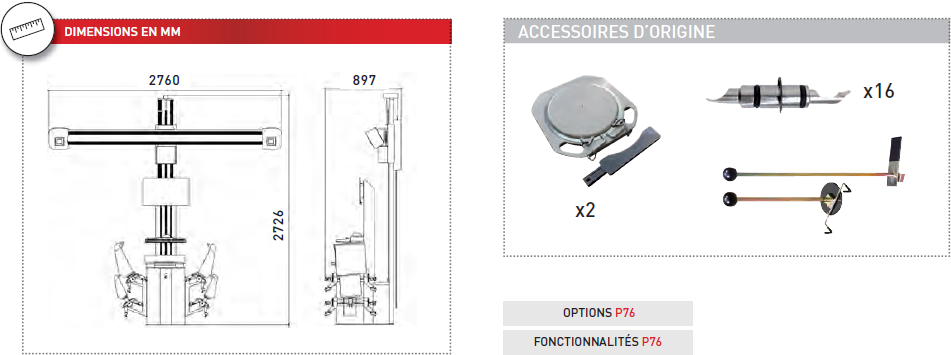 DIMENSIONS EN MM
2760
897
2726
ACCESSOIRES D'ORIGINE
x2
x16
OPTIONS P76
FONCTIONNALITÉS P76